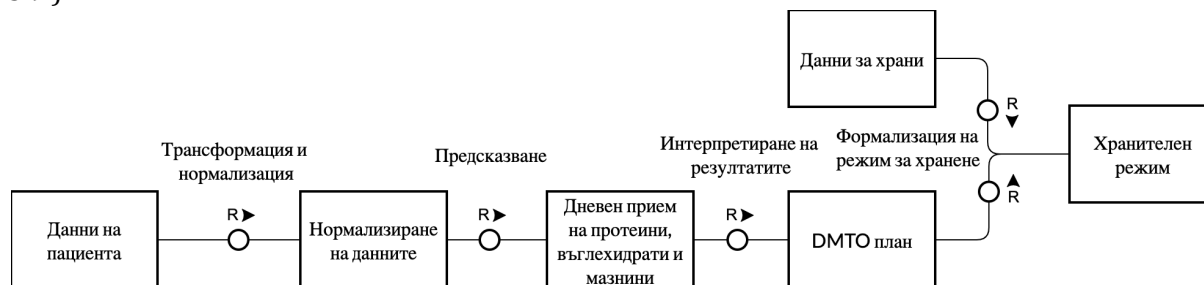 Данни за храни
R
Трансформация и
нормализация
Предсказване
Интерпретиране на
резултатите
Формализация на
режим за хранене
Хранителен
режим
Данни на
пациента
R
Нормализиране
на данните
R
Дневен прием
на протеини,
въглехидрати и
мазнини
R
DMTO план
R